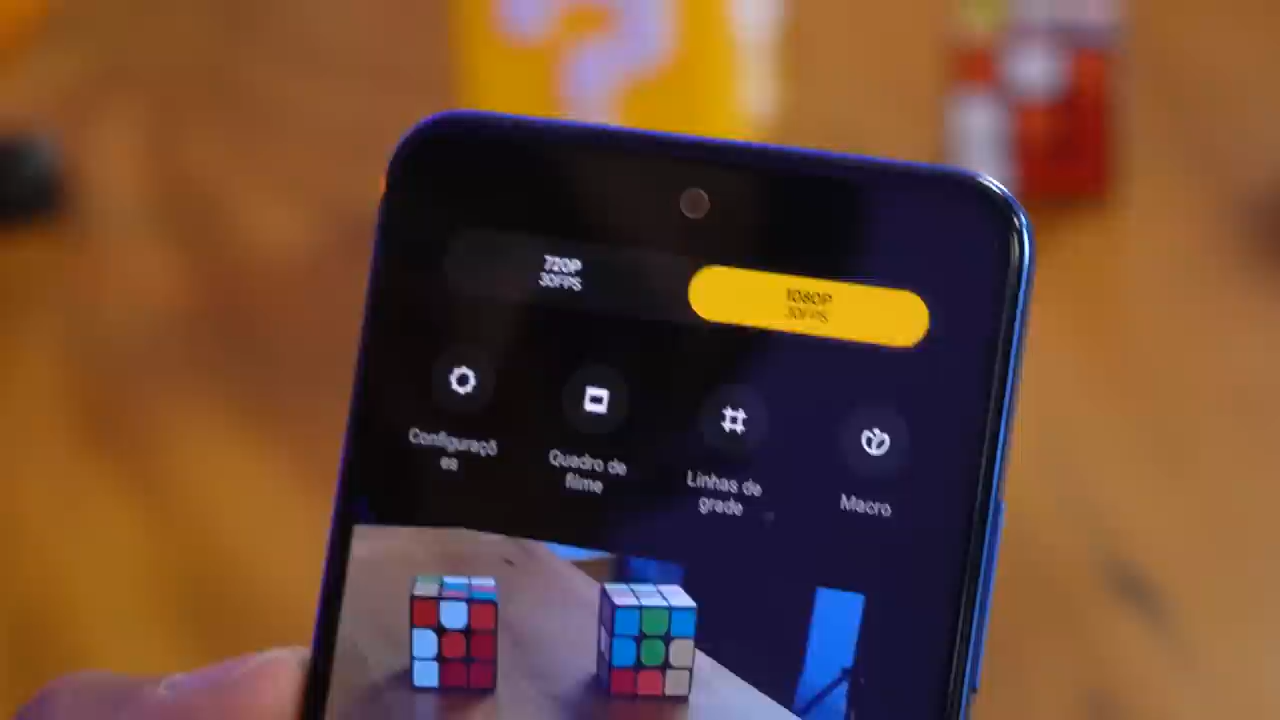 720P
30FPS
1080P
30FPS
Configuraçõ
es
Quadro de
filme
Linhas de
grade
Macro
?